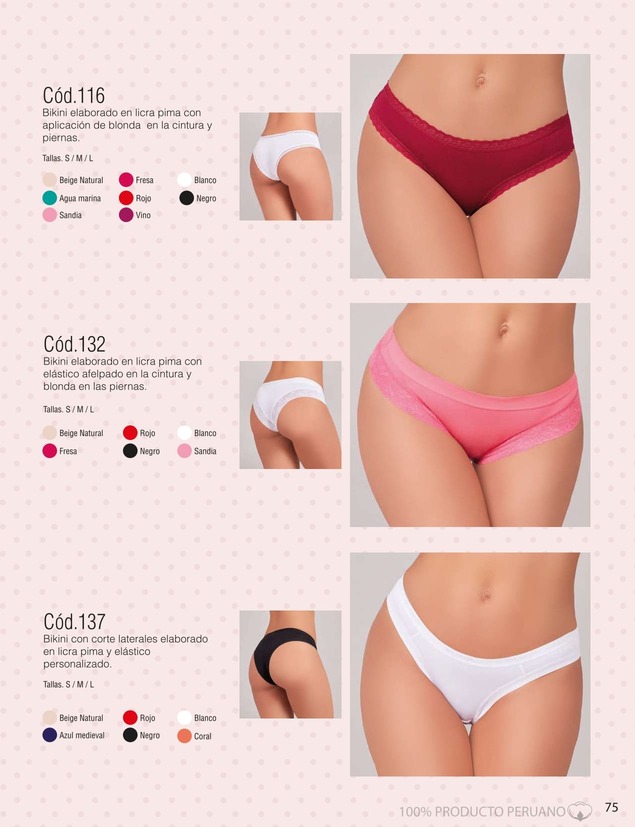 Cód.116
Bikini elaborado en licra pima con
aplicación de blonda en la cintura y
piernas.
Tallas. S / M / L
Beige Natural
Fresa
Blanco
Agua marina
Rojo
Negro
Sandia
Vino
Cód.132
Bikini elaborado en licra pima con
elástico afelpado en la cintura y
blonda en las piernas.
Tallas. S / M / L
Beige Natural
Rojo
Blanco
Fresa
Negro
Sandia
Cód.137
Bikini con corte laterales elaborado
en licra pima y elástico
personalizado.
Tallas. S / M / L
Beige Natural
Rojo
Blanco
Azul medieval
Negro
Coral
100% PRODUCTO PERUANO
75